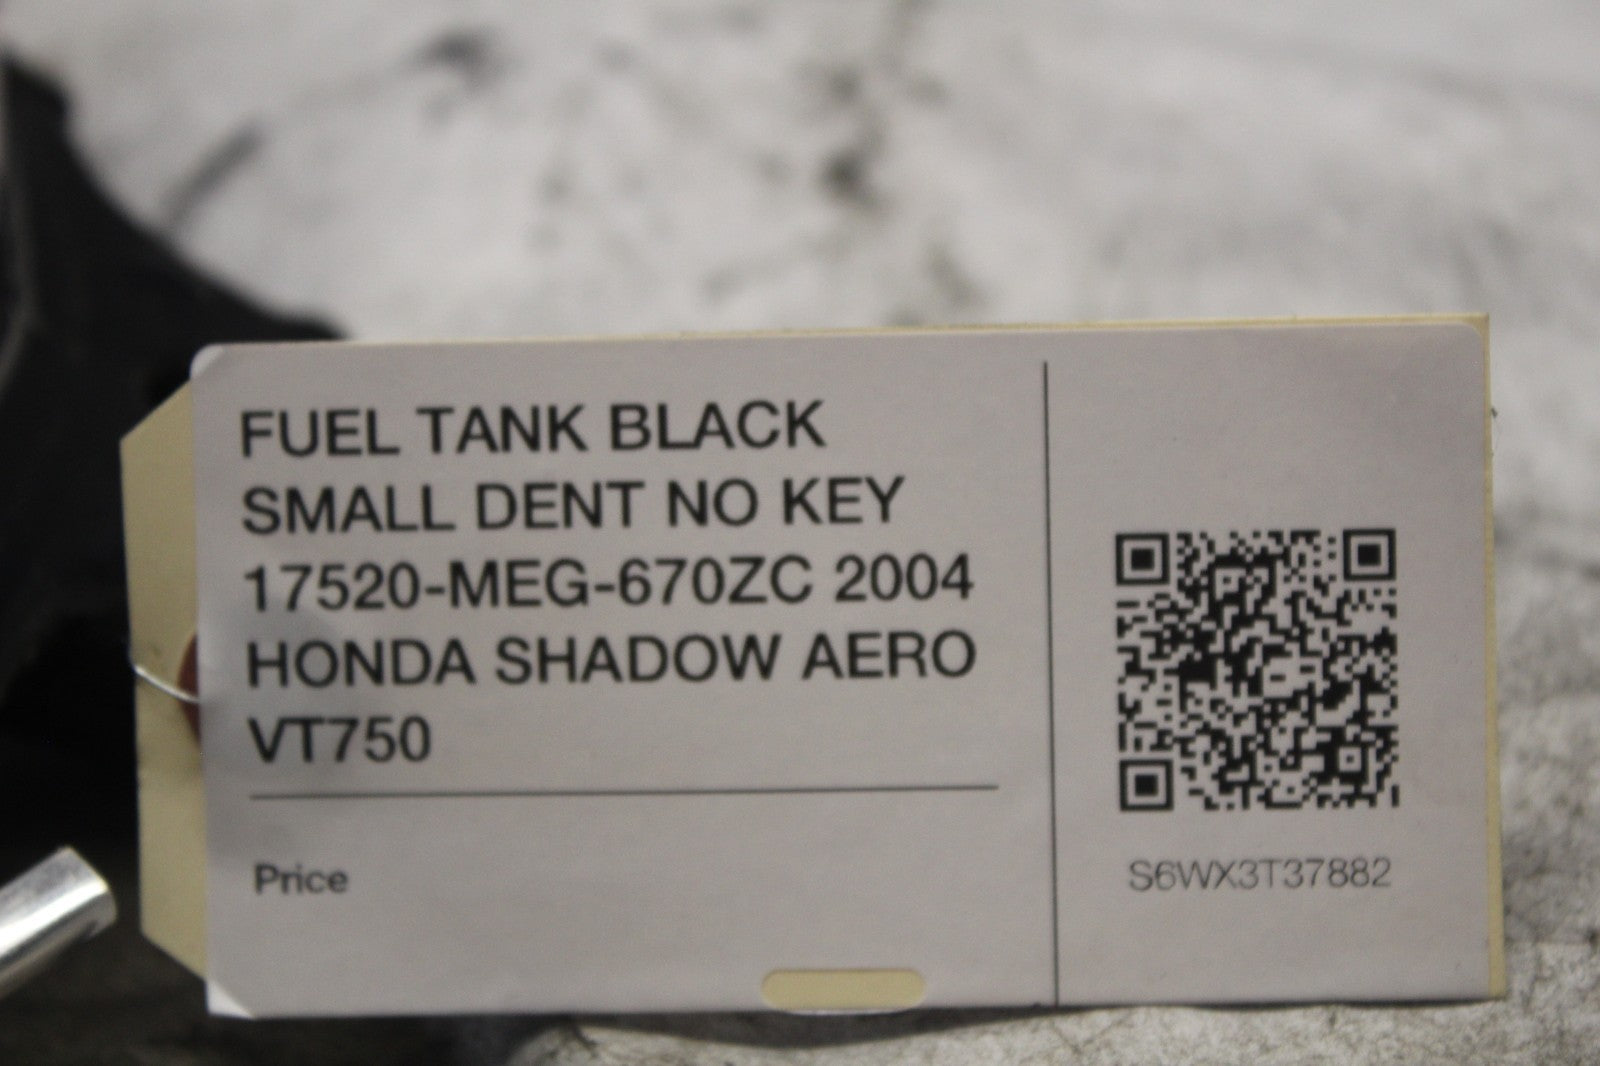 FUEL TANK BLACK
SMALL DENT NO KEY
17520-MEG-670ZC 2004
HONDA SHADOW AERO
VT750
Price
S6WX3T37882